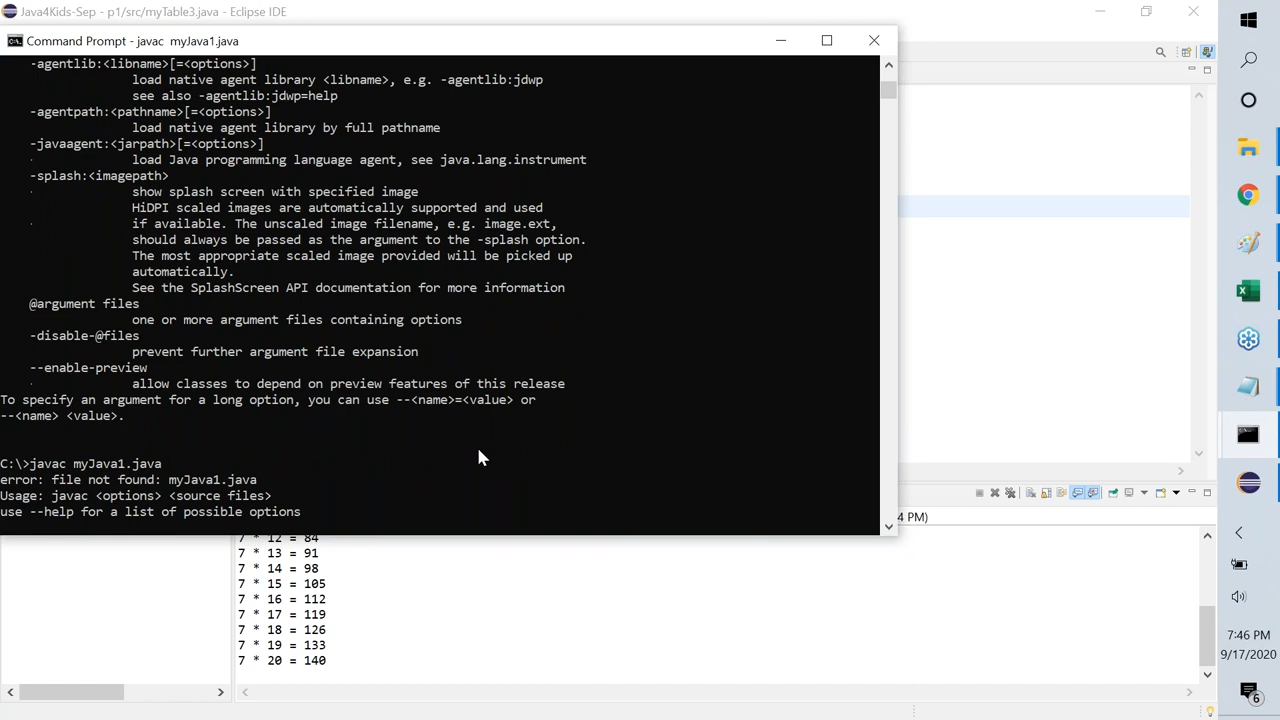 Java4Kids-Sep - p1/src/myTable3.java - Eclipse IDE
Command Prompt - javac  myJava1.java
-agentlib:<libname>[=<options>]
load native agent library <libname>, e.g. -agentlib:jdwp
see also -agentlib:jdwp=help
-agentpath:<pathname>[=<options>]
load native agent library by full pathname
-javaagent:<jarpath>[=<options>]
load Java programming language agent, see java.lang.instrument
-splash:<imagepath>
show splash screen with specified image
HiDPI scaled images are automatically supported and used
if available. The unscaled image filename, e.g. image.ext,
should always be passed as the argument to the -splash option.
The most appropriate scaled image provided will be picked up
automatically.
See the SplashScreen API documentation for more information
@argument files
one or more argument files containing options
-disable-@files
prevent further argument file expansion
--enable-preview
allow classes to depend on preview features of this release
To specify an argument for a long option, you can use --<name>=<value> or
--<name> <value>.
C:\>javac myJava1.java
error: file not found: myJava1.java
Usage: javac <options> <source files>
use --help for a list of possible options
4 PM)
7 * 12 = 84
7 * 13 = 91
7 * 14 = 98
7 * 15 = 105
7 * 16 = 112
7 * 17 = 119
7 * 18 = 126
7 * 19 = 133
7 * 20 = 140
7:46 PM
9/17/2020
6